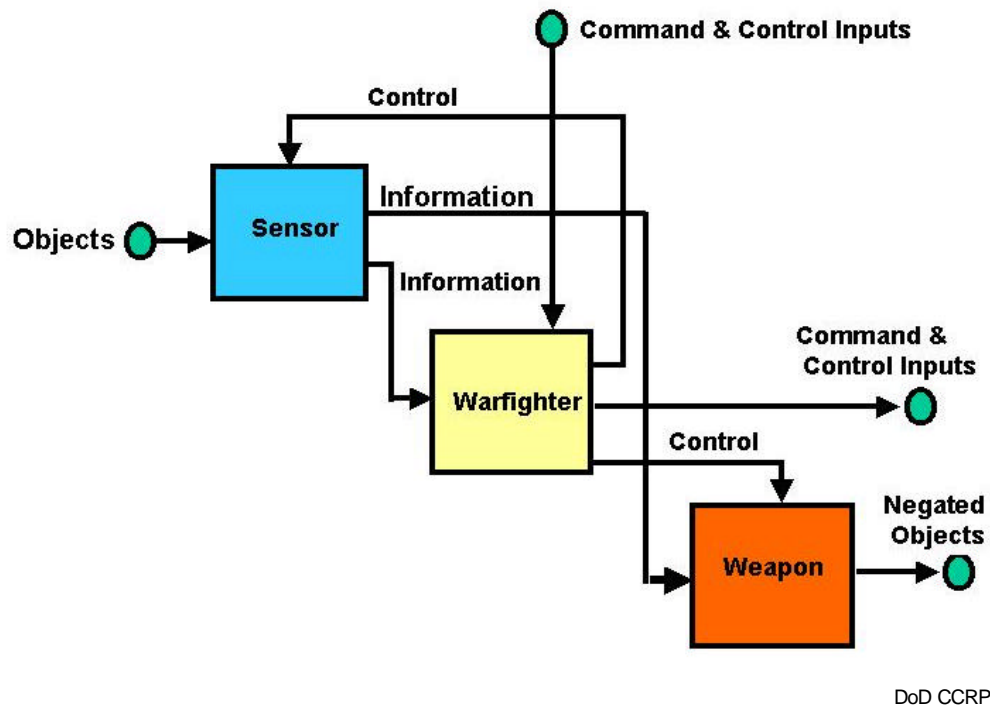 Command & Control Inputs
Control
Information
Sensor
Objects
Information
Command &
Control Inputs
Warfighter
Control
Negated
Objects
Weapon
DoD CCRP